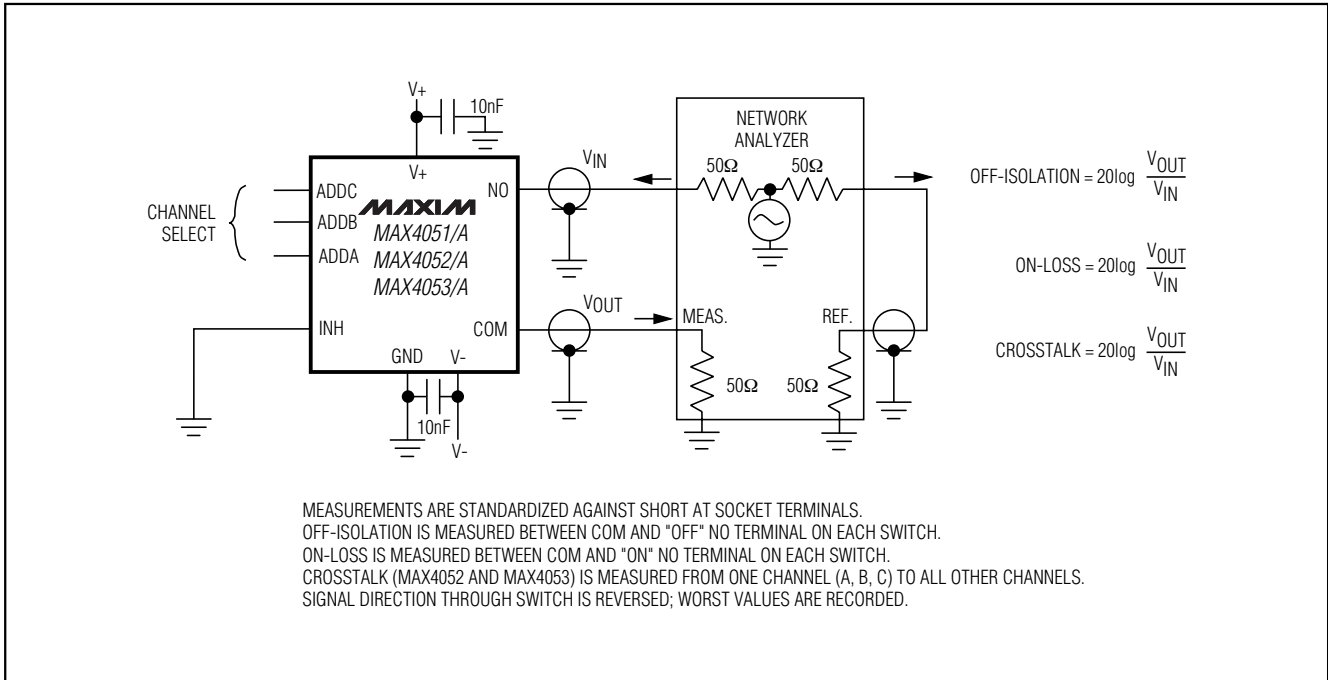 V+
10nF
V+
NETWORK
ANALYZER
50Ω 50Ω
VIN
NO
ADDC
ADDB
ADDA
CHANNEL
SELECT
MAXIM
MAX4051/A
MAX4052/A
MAX4053/A
OFF-ISOLATION = 20log VOUT
VIN
ON-LOSS = 20log VOUT
VIN
CROSSTALK = 20log VOUT
VIN
INH
COM
VOUT
MEAS.
REF.
GND V-
10nF
V-
50Ω 50Ω
MEASUREMENTS ARE STANDARDIZED AGAINST SHORT AT SOCKET TERMINALS.
OFF-ISOLATION IS MEASURED BETWEEN COM AND "OFF" NO TERMINAL ON EACH SWITCH.
ON-LOSS IS MEASURED BETWEEN COM AND "ON" NO TERMINAL ON EACH SWITCH.
CROSSTALK (MAX4052 AND MAX4053) IS MEASURED FROM ONE CHANNEL (A, B, C) TO ALL OTHER CHANNELS.
SIGNAL DIRECTION THROUGH SWITCH IS REVERSED; WORST VALUES ARE RECORDED.